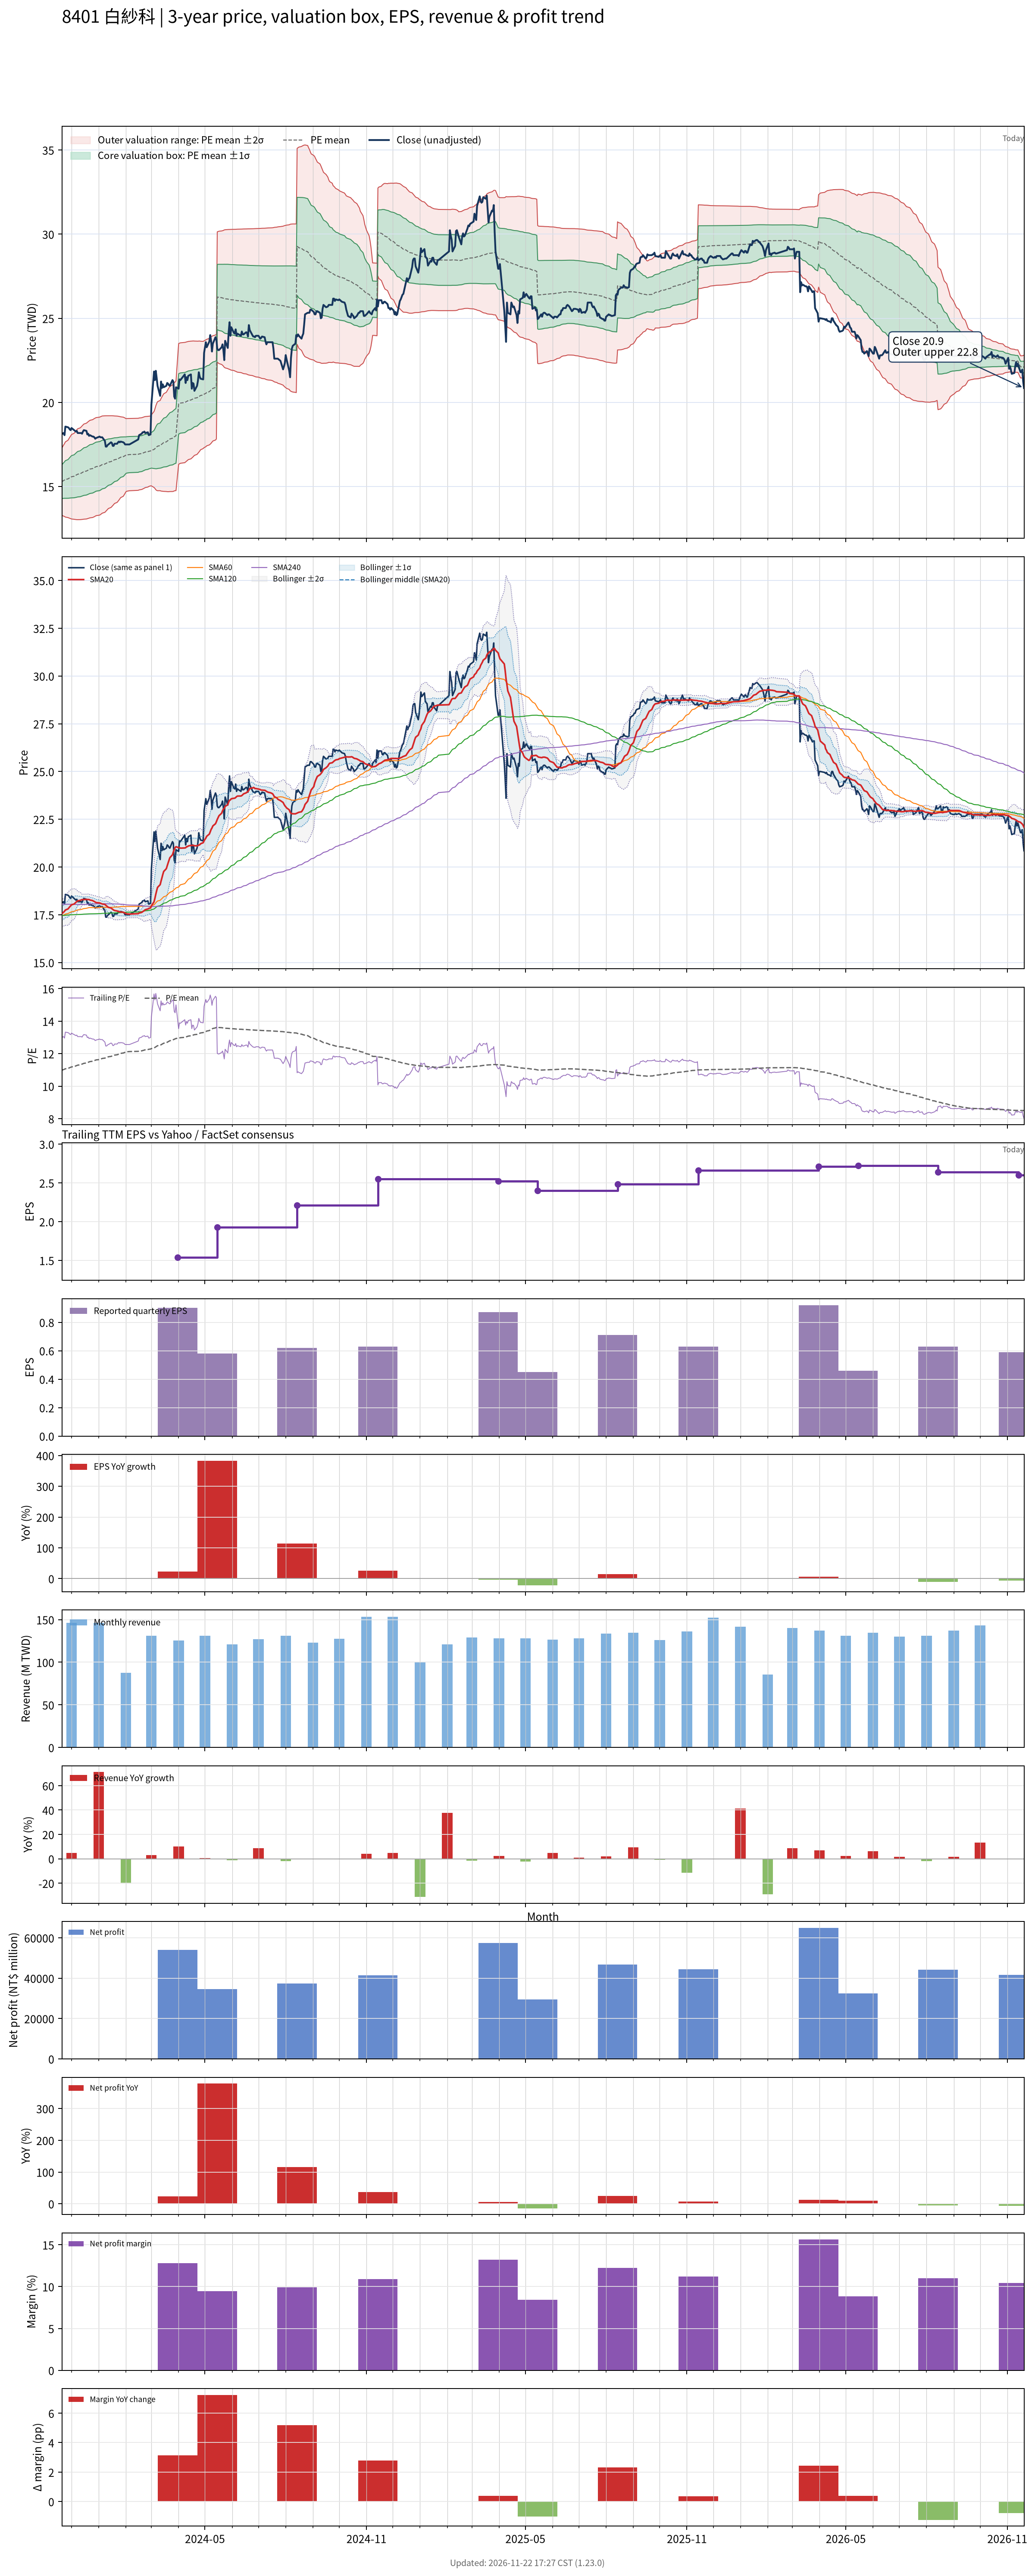 8401 白紗科 | 3-year price, valuation box, EPS, revenue & profit trend
Outer valuation range: PE mean ±2σ
PE mean
Close (unadjusted)
Core valuation box: PE mean ±1σ
Today
35
30
25
20
15
Price (TWD)
Close 20.9
Outer upper 22.8
Close (same as panel 1)
SMA20
SMA60
SMA120
SMA240
Bollinger ±2σ
Bollinger ±1σ
Bollinger middle (SMA20)
35.0
32.5
30.0
27.5
25.0
22.5
20.0
17.5
15.0
Price
Trailing P/E
P/E mean
16
14
12
10
8
P/E
Trailing TTM EPS vs Yahoo / FactSet consensus
Today
3.0
2.5
2.0
1.5
EPS
Reported quarterly EPS
0.8
0.6
0.4
0.2
0.0
EPS
EPS YoY growth
400
300
200
100
0
YoY (%)
Monthly revenue
150
100
50
0
Revenue (M TWD)
Revenue YoY growth
60
40
20
0
-20
YoY (%)
Month
Net profit
60000
40000
20000
0
Net profit (NT$ million)
Net profit YoY
300
200
100
0
YoY (%)
Net profit margin
15
10
5
0
Margin (%)
Margin YoY change
6
4
2
0
Δ margin (pp)
2024-05
2024-11
2025-05
2025-11
2026-05
2026-11
Updated: 2026-11-22 17:27 CST (1.23.0)